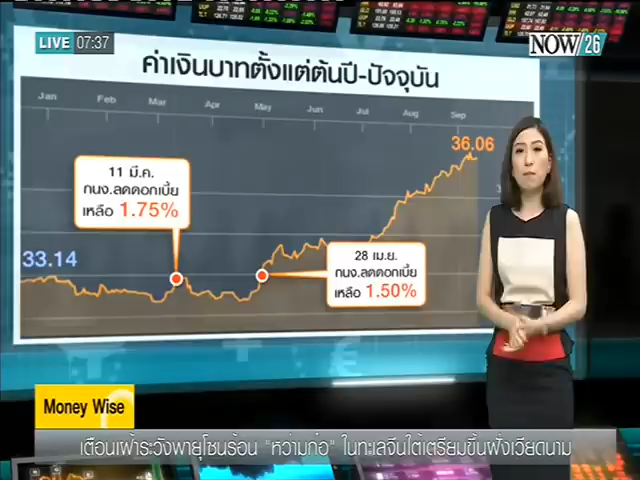 LIVE 07:37
NOW 26
ค่าเงินบาทตั้งแต่ต้นปี-ปัจจุบัน
Jan Feb Mar Apr May Jun Jul Aug Sep
36.06
11 มี.ค.
กนง.ลดดอกเบี้ย
เหลือ 1.75%
33.14
28 เม.ย.
กนง.ลดดอกเบี้ย
เหลือ 1.50%
Money Wise
เตือนเฝ้าระวังพายุโซนร้อน "หว่ามก๋อ" ในทะเลจีนใต้เตรียมขึ้นฝั่งเวียดนาม